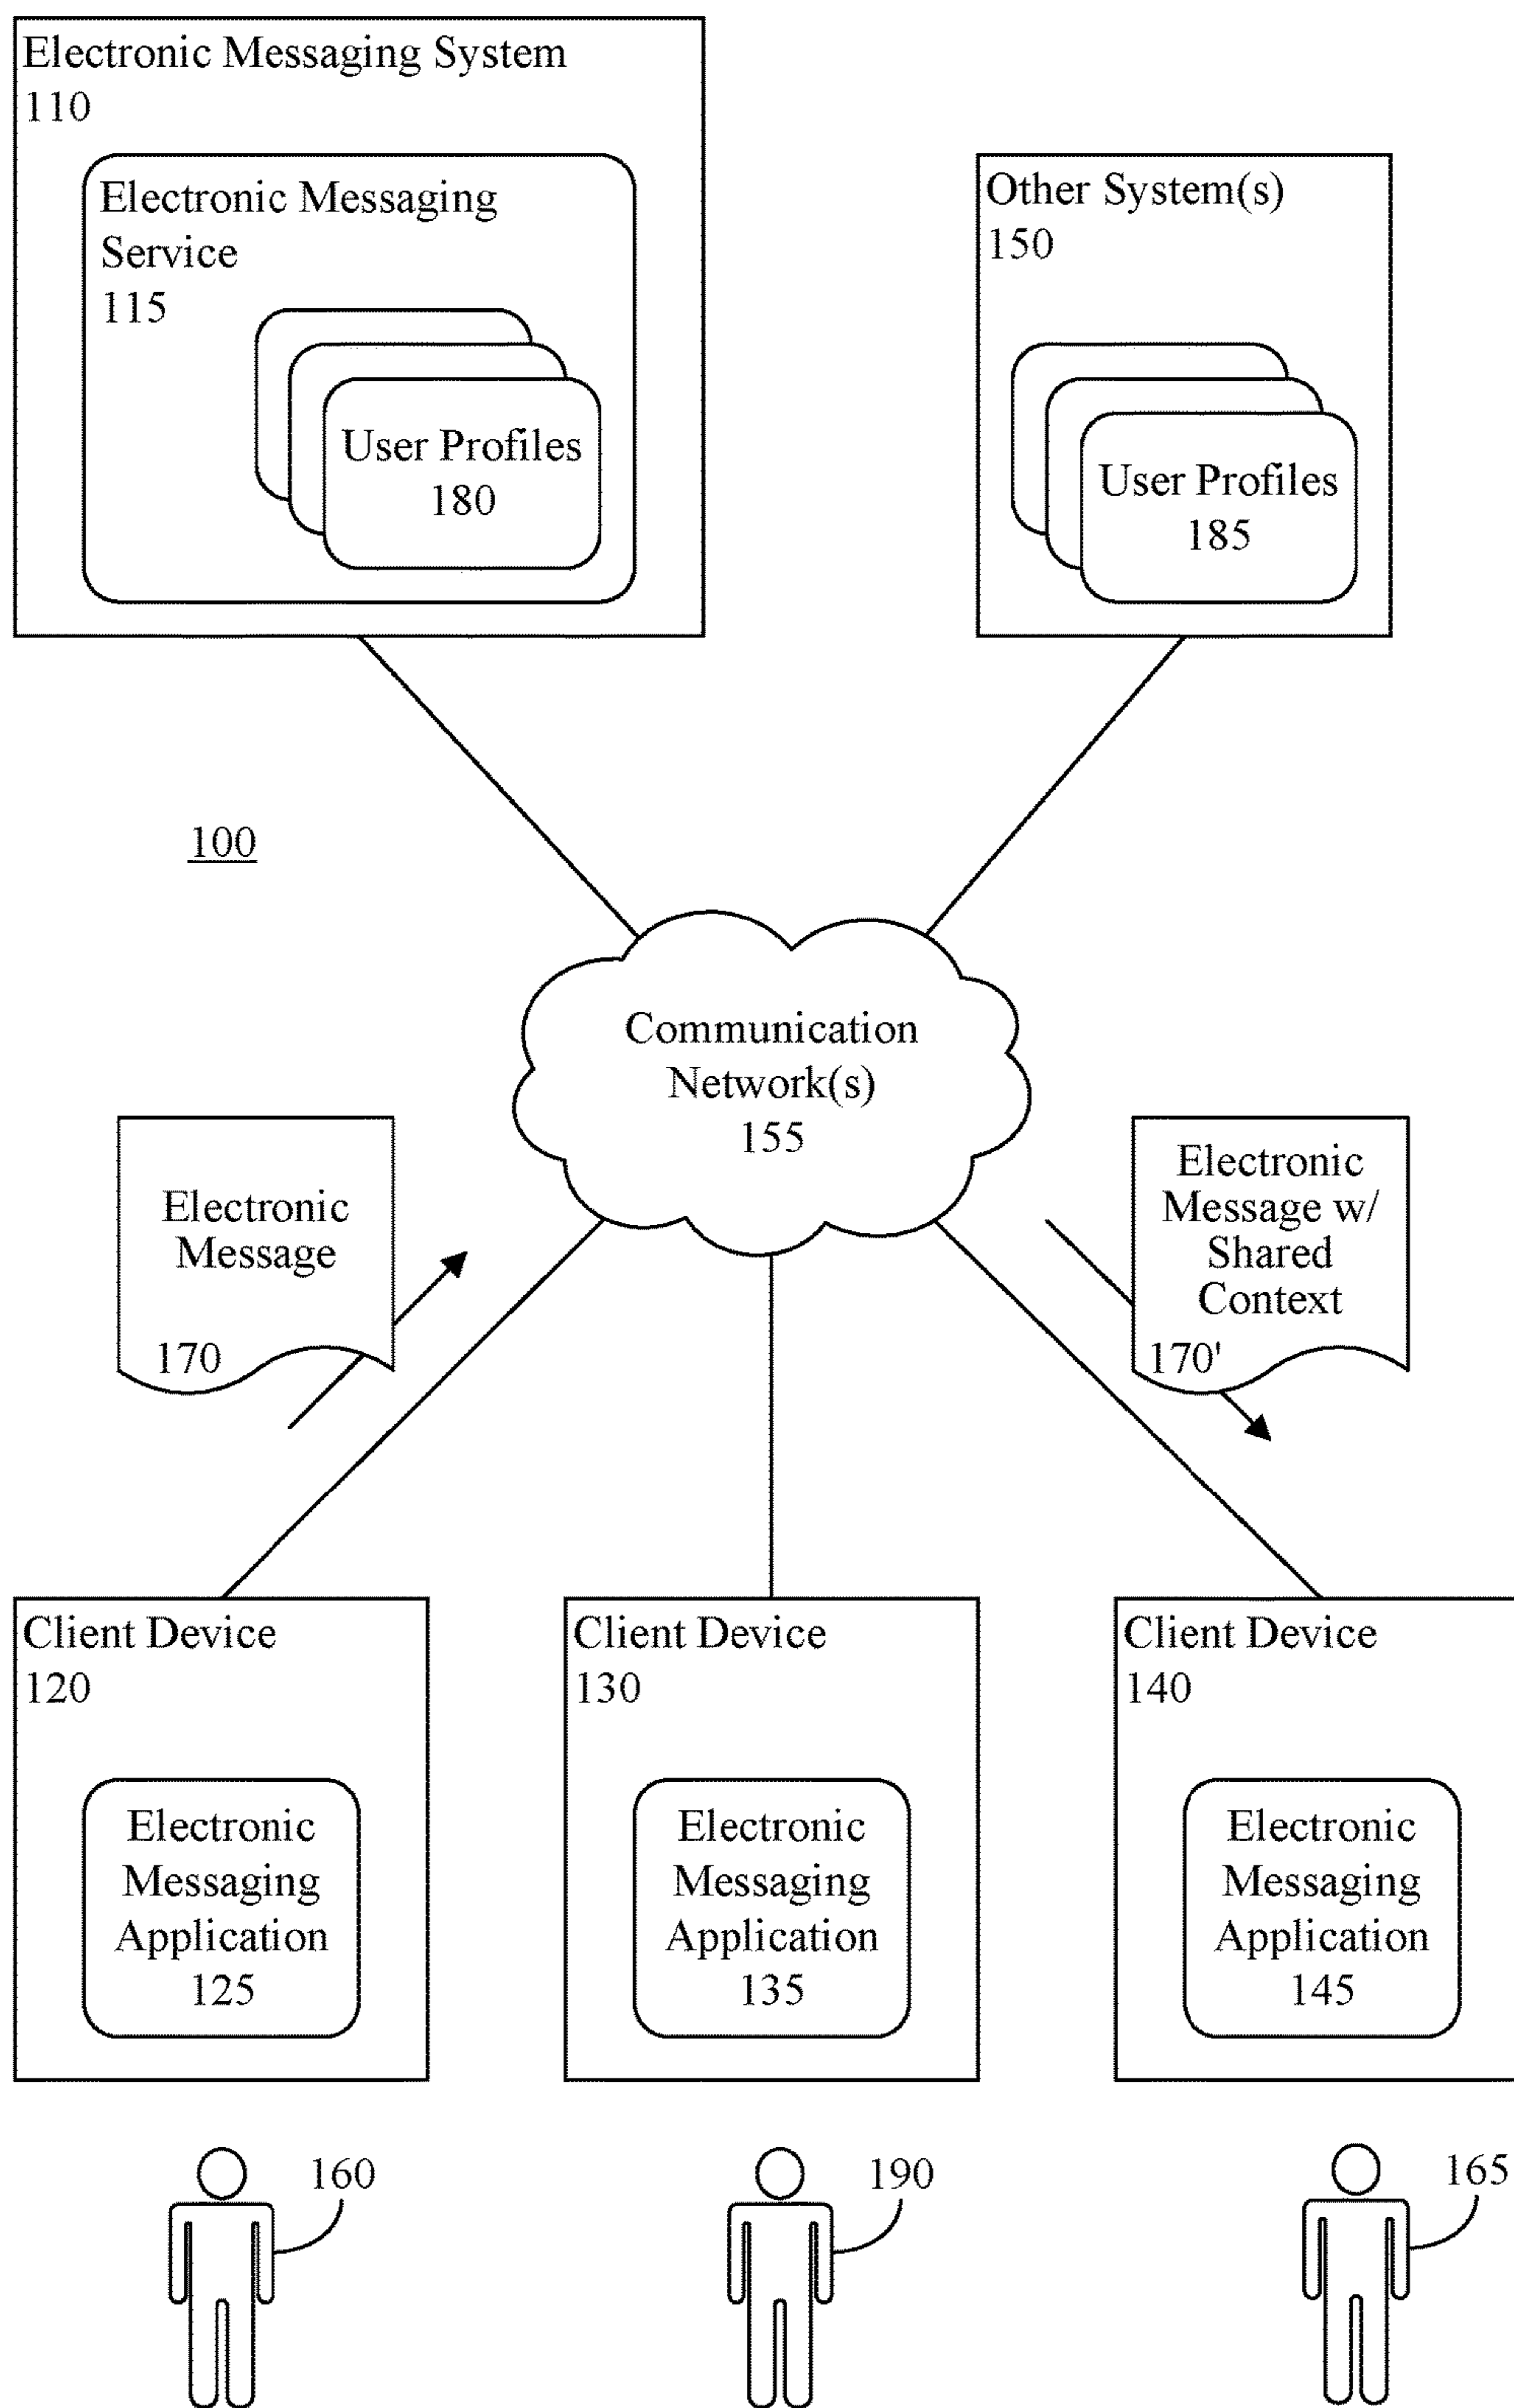 Electronic Messaging System
110
Electronic Messaging
Service
115
User Profiles
180
Other System(s)
150
User Profiles
185
100
Communication
Network(s)
155
Electronic
Message
170
Electronic
Message w/
Shared
Context
170'
Client Device
120
Electronic
Messaging
Application
125
Client Device
130
Electronic
Messaging
Application
135
Client Device
140
Electronic
Messaging
Application
145
160
190
165